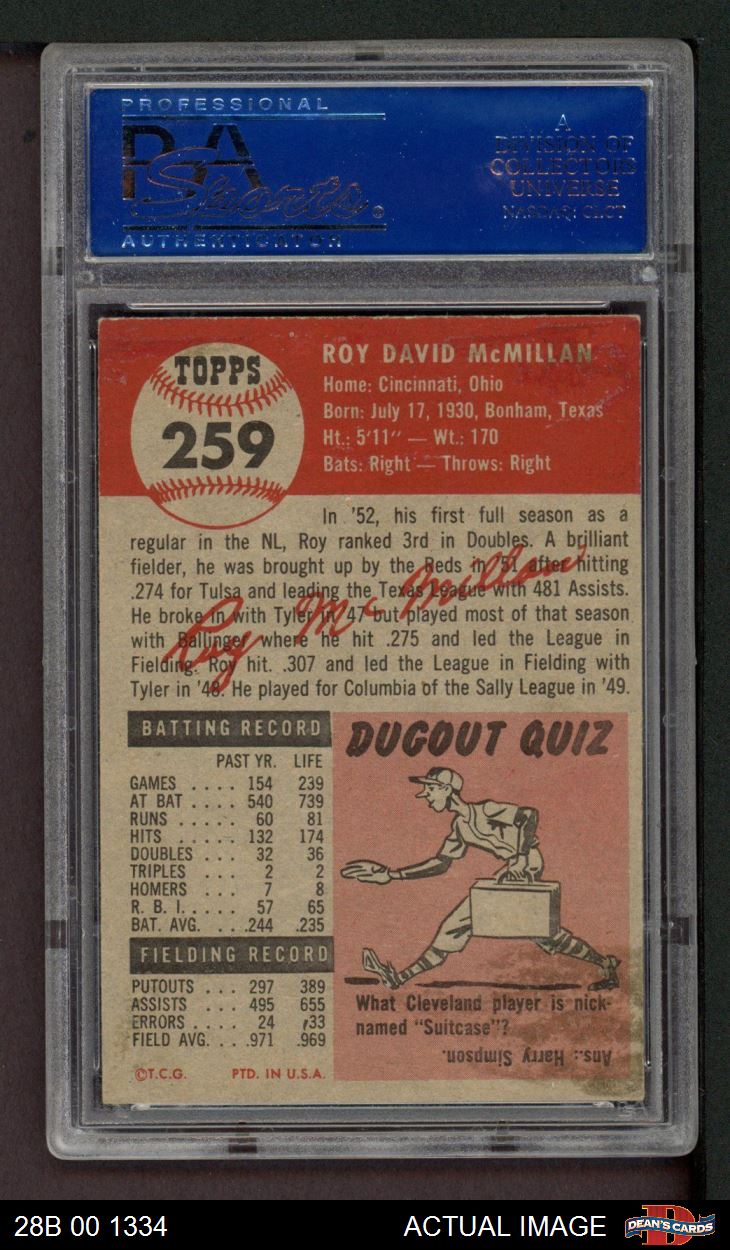 PROFESSIONAL
PSA
Sports
AUTHENTICATOR
A
DIVISION OF
COLLECTORS
UNIVERSE
NASDAQ: CLCT
TOPPS
259
ROY DAVID McMILLAN
Home: Cincinnati, Ohio
Born: July 17, 1930, Bonham, Texas
Ht.: 5'11" — Wt.: 170
Bats: Right — Throws: Right
In '52, his first full season as a
regular in the NL, Roy ranked 3rd in Doubles. A brilliant
fielder, he was brought up by the Reds in '51 after hitting
.274 for Tulsa and leading the Texas League with 481 Assists.
He broke in with Tyler in '47 but played most of that season
with Ballinger where he hit .275 and led the League in
Fielding. Roy hit. .307 and led the League in Fielding with
Tyler in '48. He played for Columbia of the Sally League in '49.
Roy McMillan
BATTING RECORD
PAST YR. LIFE
GAMES .... 154 239
AT BAT .... 540 739
RUNS ..... 60 81
HITS ..... 132 174
DOUBLES ... 32 36
TRIPLES ... 2 2
HOMERS ... 7 8
R. B. I. .... 57 65
BAT. AVG. ... .244 .235
FIELDING RECORD
PUTOUTS ... 297 389
ASSISTS ... 495 655
ERRORS .... 24 33
FIELD AVG. ... .971 .969
©T.C.G. PTD. IN U.S.A.
DUGOUT QUIZ
What Cleveland player is nick-
named "Suitcase"?
Ans.: Harry Simpson.
28B 00 1334 ACTUAL IMAGE DEAN'S CARDS